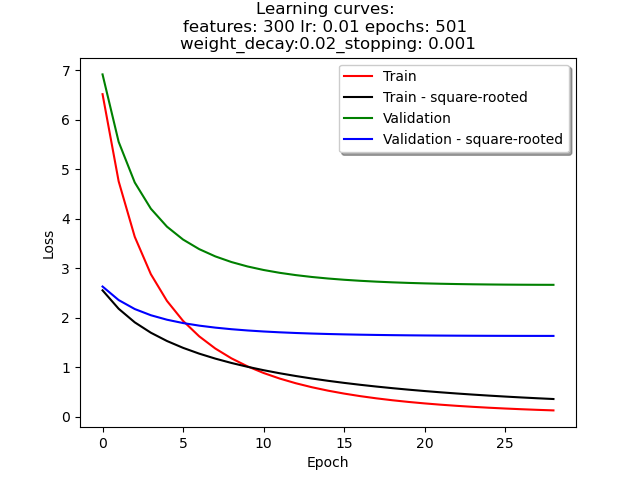 Learning curves:
features: 300 lr: 0.01 epochs: 501
weight_decay:0.02_stopping: 0.001
Train
Train - square-rooted
Validation
Validation - square-rooted
Loss
7
6
5
4
3
2
1
0
0 5 10 15 20 25
Epoch